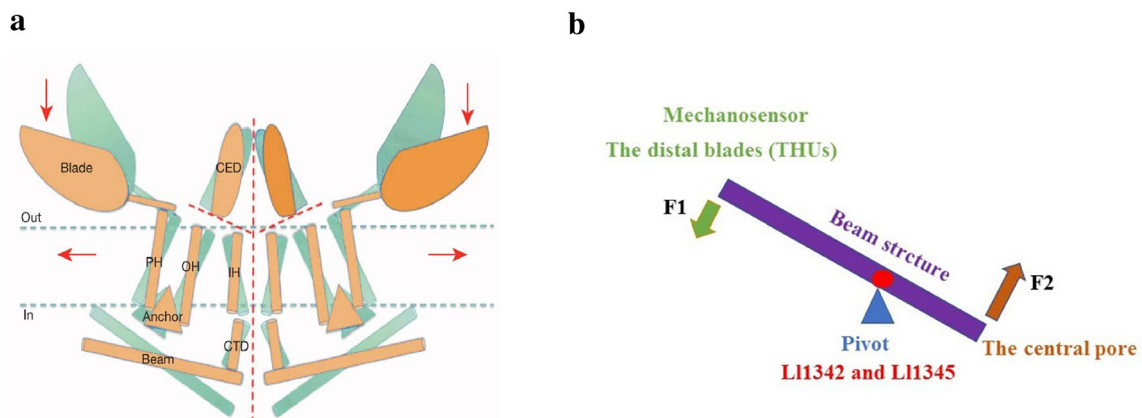 a
b
Blade
CED
Out
PH
OH
IH
In
Anchor
Beam
CTD
Mechanosensor
The distal blades (THUs)
F1
Beam strcture
F2
Pivot
The central pore
Ll1342 and Ll1345